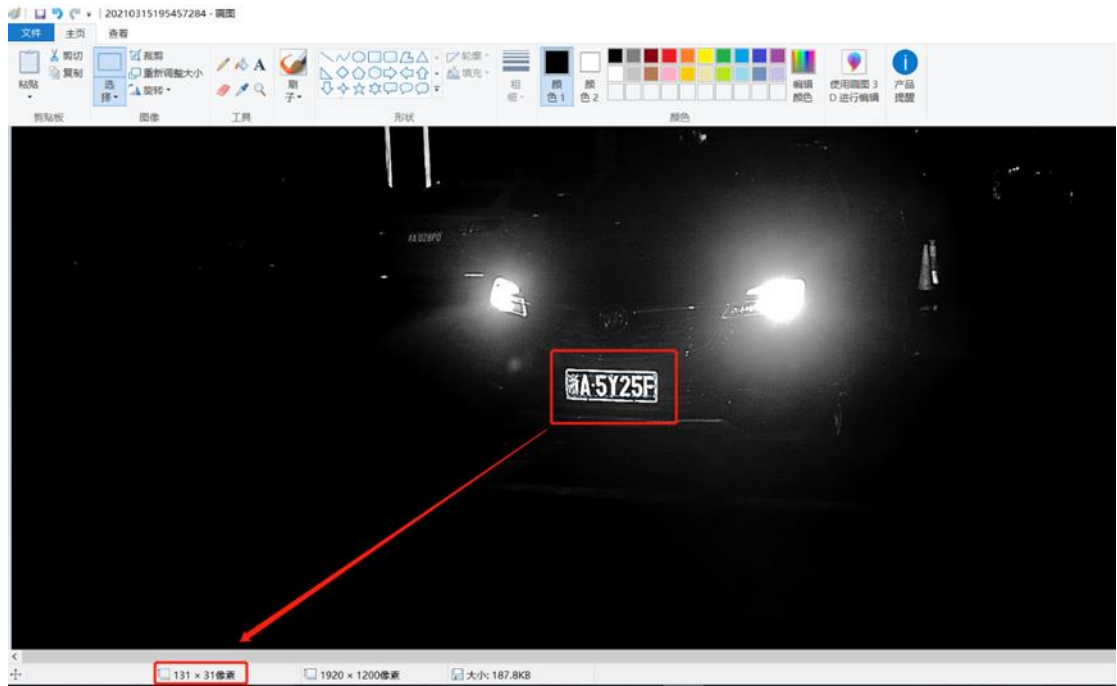 20210315195457284 - 画图
文件 主页 查看
粘贴
剪切
复制
选择
裁剪
重新调整大小
旋转
A
刷子
轮廓
填充
粗细
颜色 1
颜色 2
编辑颜色
使用画图 3D 进行编辑
产品提醒
剪贴板 图像 工具 形状 颜色
浙A·5Y25F
131 × 31像素 1920 × 1200像素 大小: 187.8KB